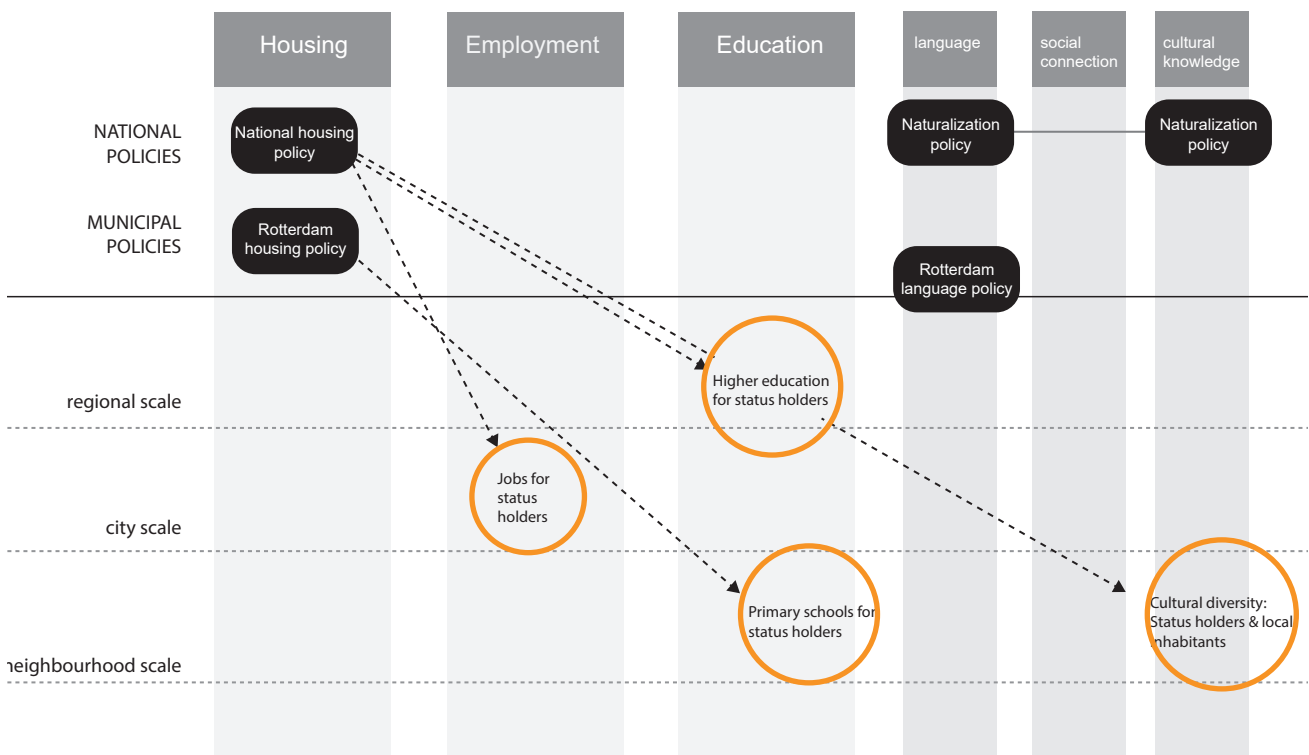 Housing
Employment
Education
language
social
connection
cultural
knowledge
NATIONAL
POLICIES
National housing
policy
Naturalization
policy
Naturalization
policy
MUNICIPAL
POLICIES
Rotterdam
housing policy
Rotterdam
language policy
regional scale
Higher education
for status holders
city scale
Jobs for
status
holders
neighbourhood scale
Primary schools for
status holders
Cultural diversity:
Status holders & local
inhabitants